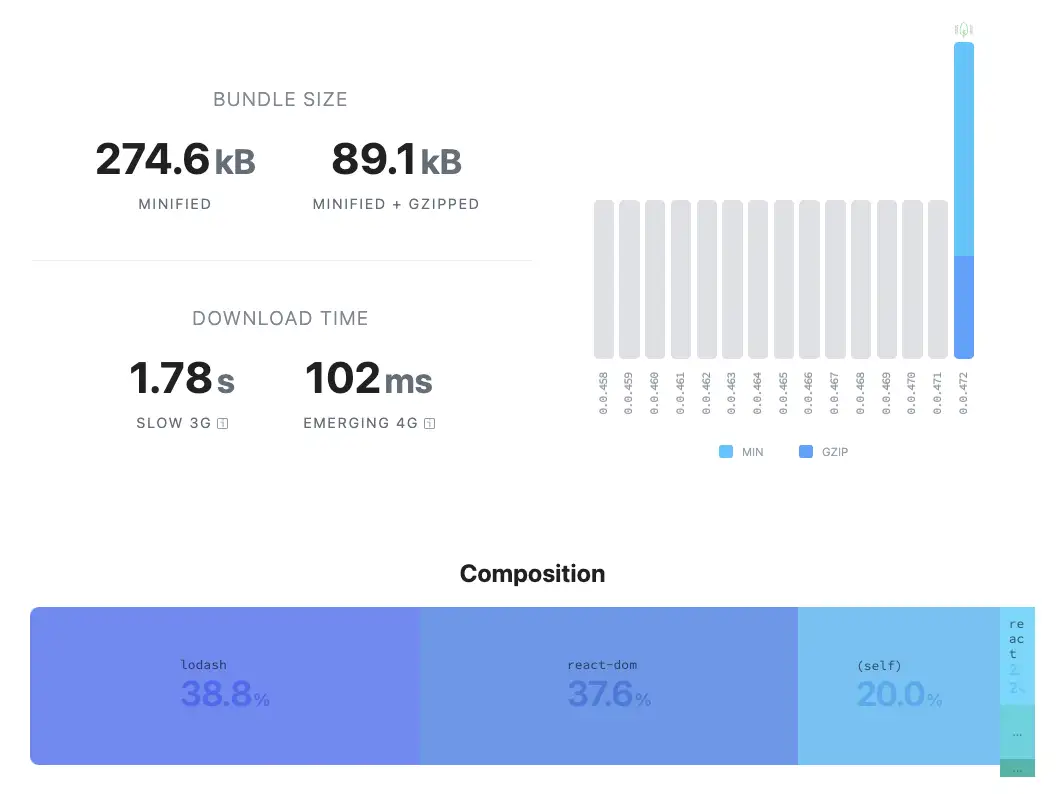 BUNDLE SIZE
274.6 kB
89.1 kB
MINIFIED
MINIFIED + GZIPPED
DOWNLOAD TIME
1.78 s
102 ms
SLOW 3G
EMERGING 4G
0.0.458
0.0.459
0.0.460
0.0.461
0.0.462
0.0.463
0.0.464
0.0.465
0.0.466
0.0.467
0.0.468
0.0.469
0.0.470
0.0.471
0.0.472
MIN
GZIP
Composition
lodash
38.8%
react-dom
37.6%
(self)
20.0%
re
ac
t
2.
2%
...
...